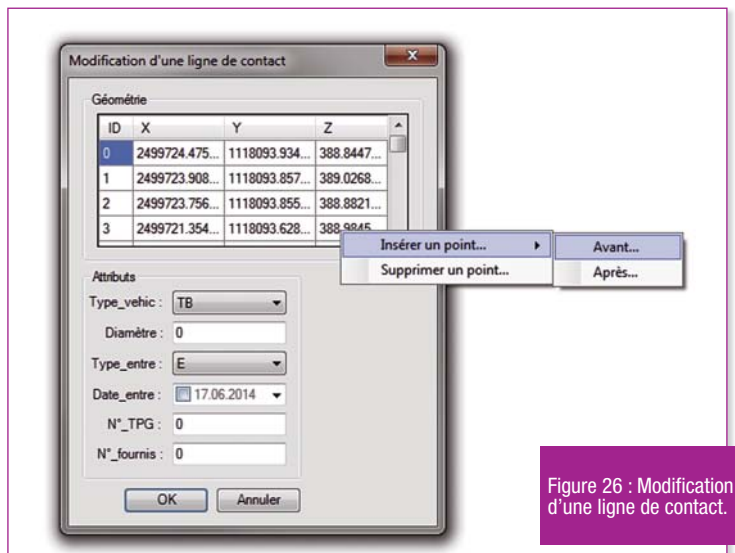 Modification d'une ligne de contact
Géométrie
ID X Y Z
0 2499724.475... 1118093.934... 388.8447...
1 2499723.908... 1118093.857... 389.0268...
2 2499723.756... 1118093.855... 388.8821...
3 2499721.354... 1118093.628... 388.9845...
Insérer un point... Avant...
Supprimer un point... Après...
Attributs
Type_vehic : TB
Diamètre : 0
Type_entre : E
Date_entre : 17.06.2014
N°_TPG : 0
N°_fournis : 0
OK Annuler
Figure 26 : Modification
d'une ligne de contact.